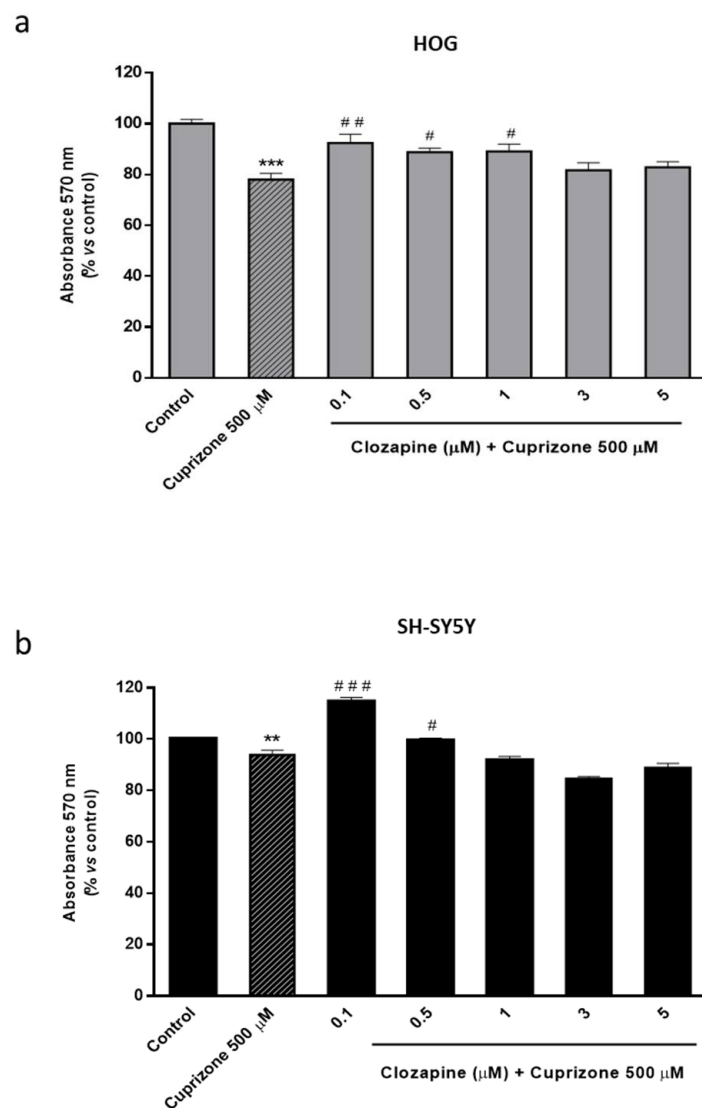 a
HOG
120
100
80
60
40
20
0
Absorbance 570 nm
(% vs control)
***
# #
#
#
Control
Cuprizone 500 μM
0.1
0.5
1
3
5
Clozapine (μM) + Cuprizone 500 μM
b
SH-SY5Y
120
100
80
60
40
20
0
Absorbance 570 nm
(% vs control)
**
# # #
#
Control
Cuprizone 500 μM
0.1
0.5
1
3
5
Clozapine (μM) + Cuprizone 500 μM